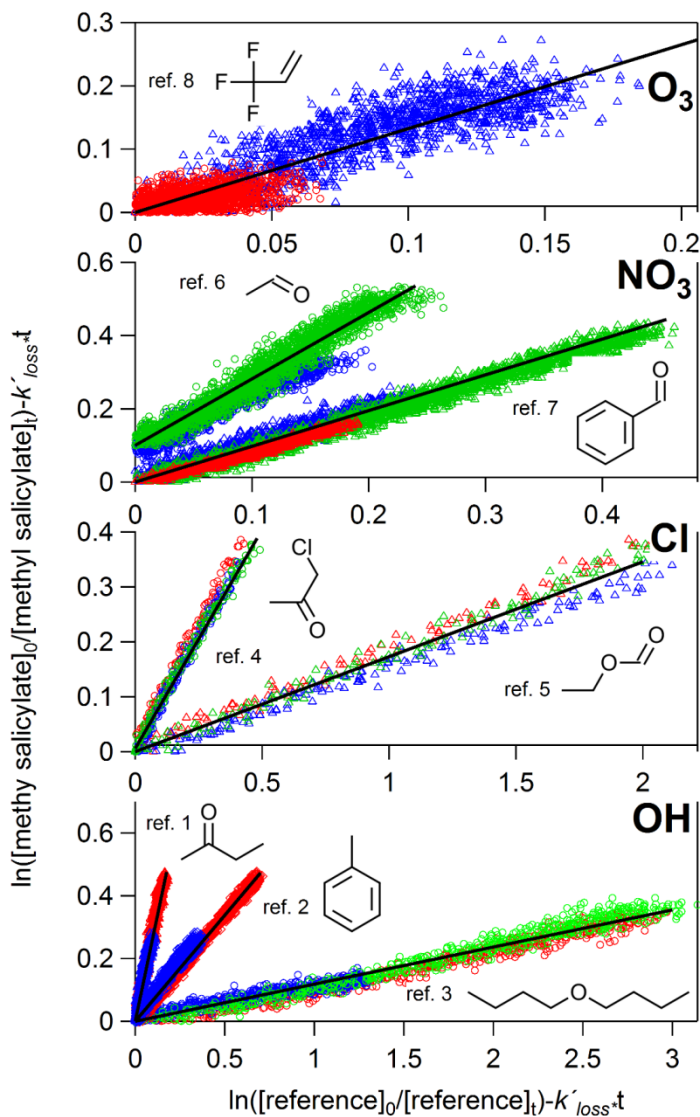 0.3
0.2
0.1
0
ref. 8
F
F
F
O3
0
0.05
0.1
0.15
0.2
0.6
0.4
0.2
0
ref. 6
O
NO3
ref. 7
O
0
0.1
0.2
0.3
0.4
0.4
0.3
0.2
0.1
0
Cl
Cl
O
ref. 4
O
O
ref. 5
0
0.5
1
1.5
2
0.6
0.4
0.2
0
OH
ref. 1
O
ref. 2
ref. 3
O
0
0.5
1
1.5
2
2.5
3
ln([methy salicylate]0/[methyl salicylate]t)-k´loss*t
ln([reference]0/[reference]t)-k´loss*t